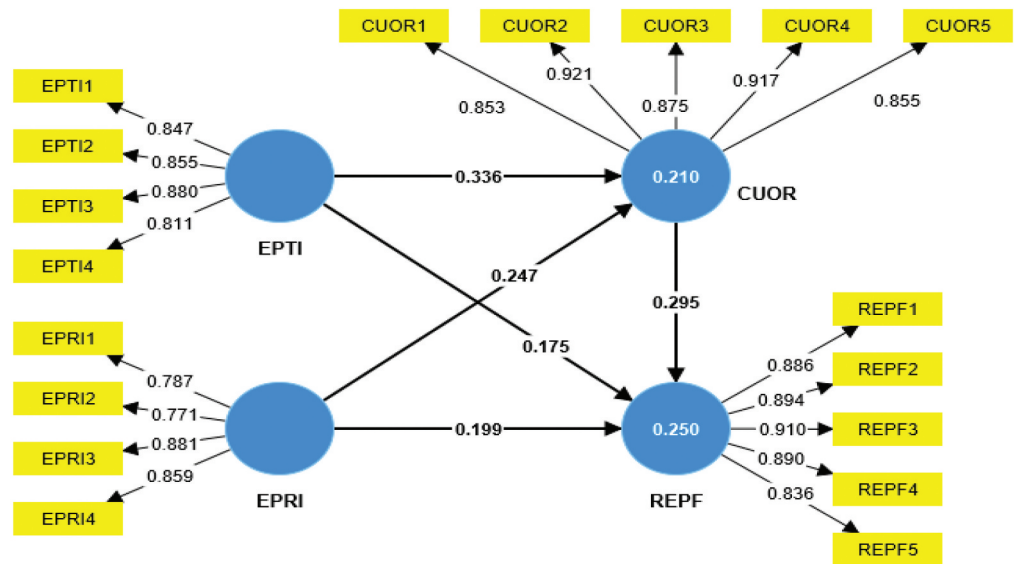 CUOR1
CUOR2
CUOR3
CUOR4
CUOR5
0.853
0.921
0.875
0.917
0.855
EPTI1
EPTI2
EPTI3
EPTI4
0.847
0.855
0.880
0.811
EPTI
0.336
0.210
CUOR
0.247
0.175
0.295
EPRI1
EPRI2
EPRI3
EPRI4
0.787
0.771
0.881
0.859
EPRI
0.199
0.250
REPF
0.886
0.894
0.910
0.890
0.836
REPF1
REPF2
REPF3
REPF4
REPF5